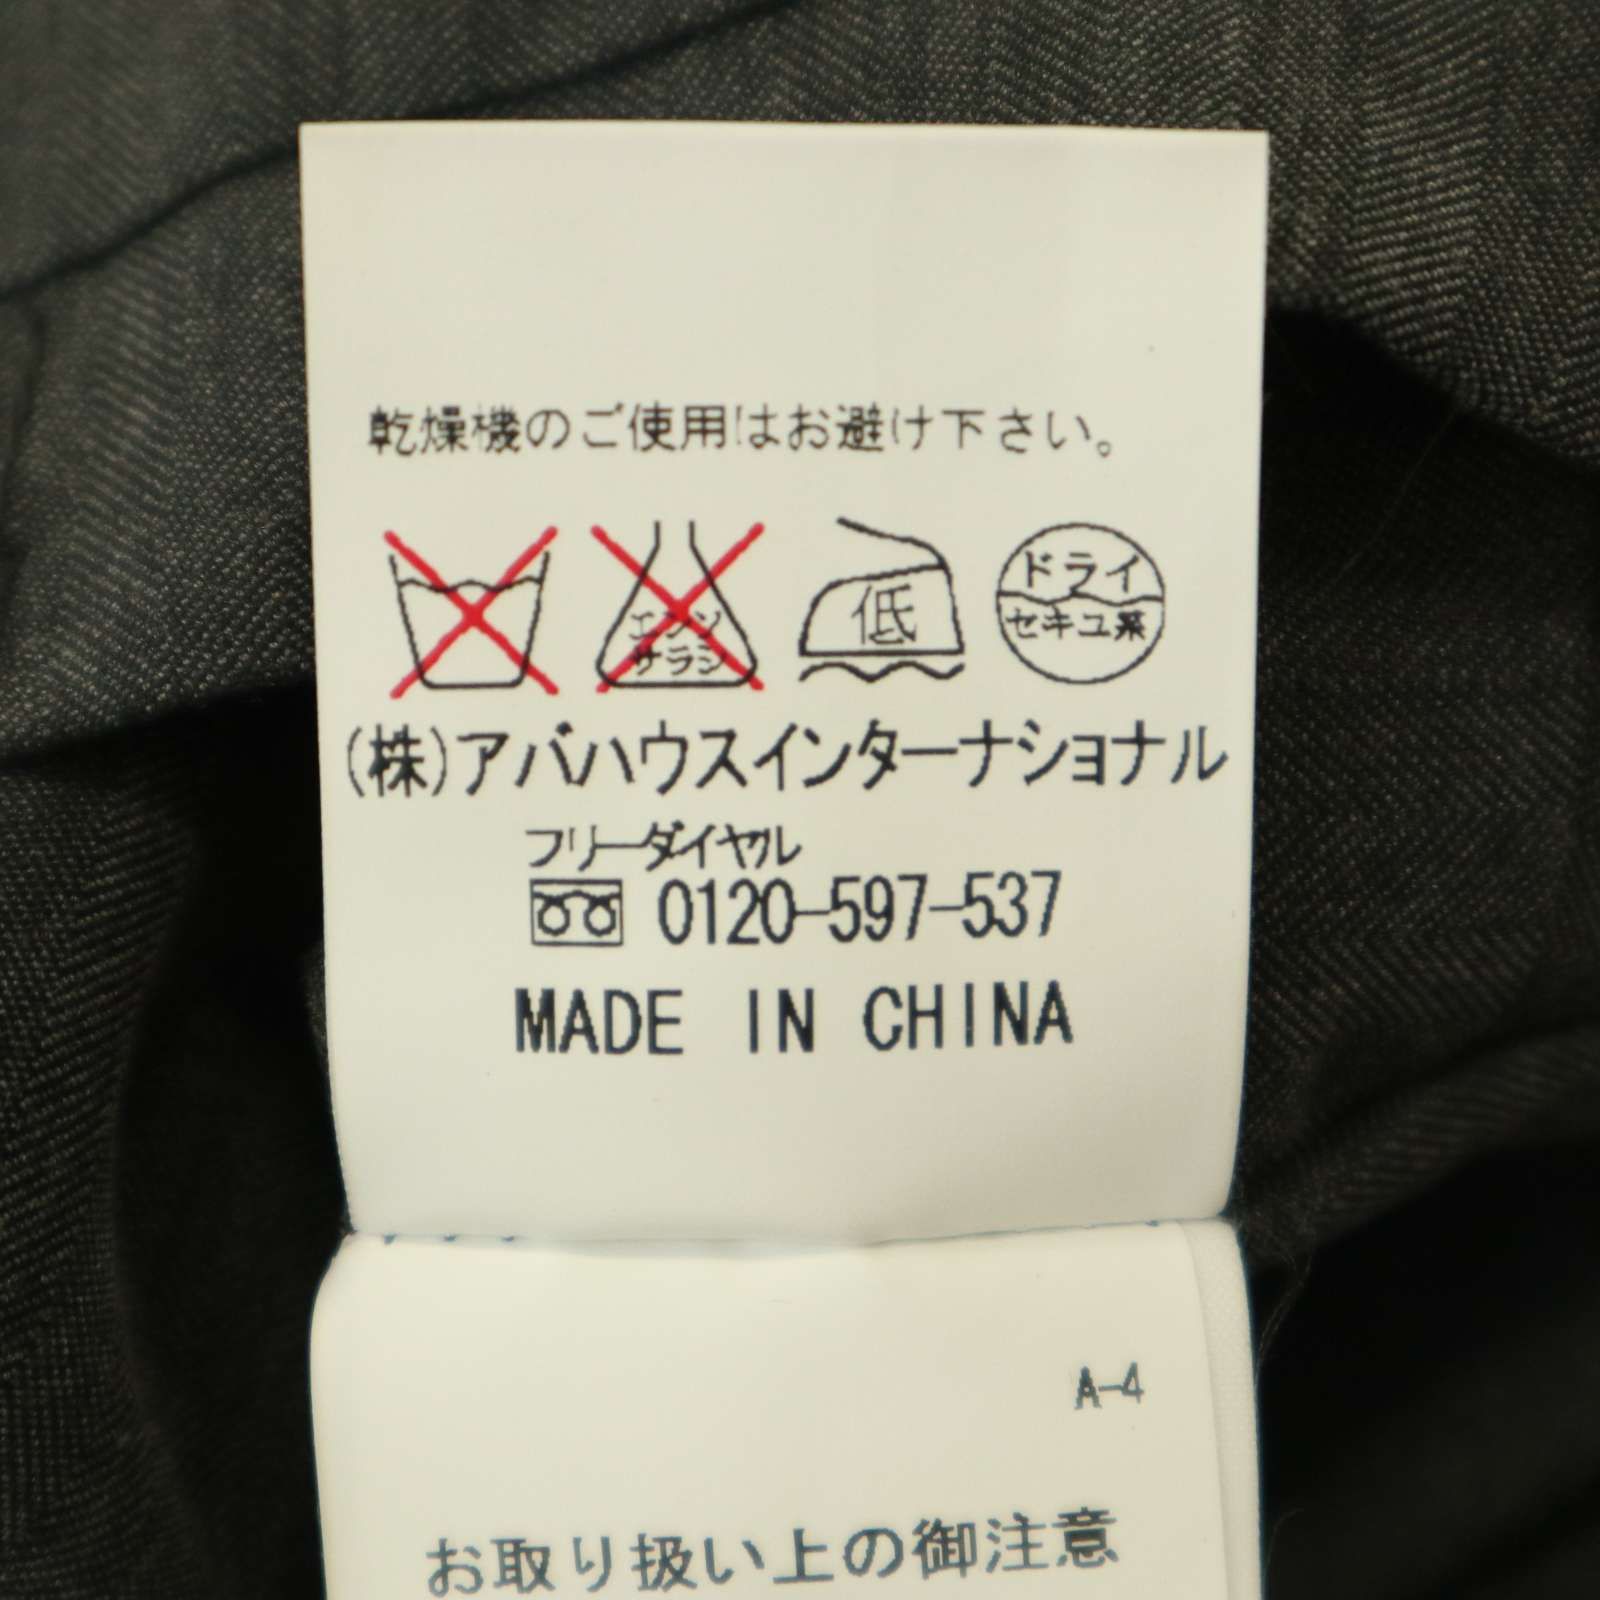 乾燥機のご使用はお避け下さい。
エンソサラシ
低
ドライ
セキユ系
(株)アバハウスインターナショナル
フリーダイヤル
0120-597-537
MADE IN CHINA
A-4
お取り扱い上の御注意